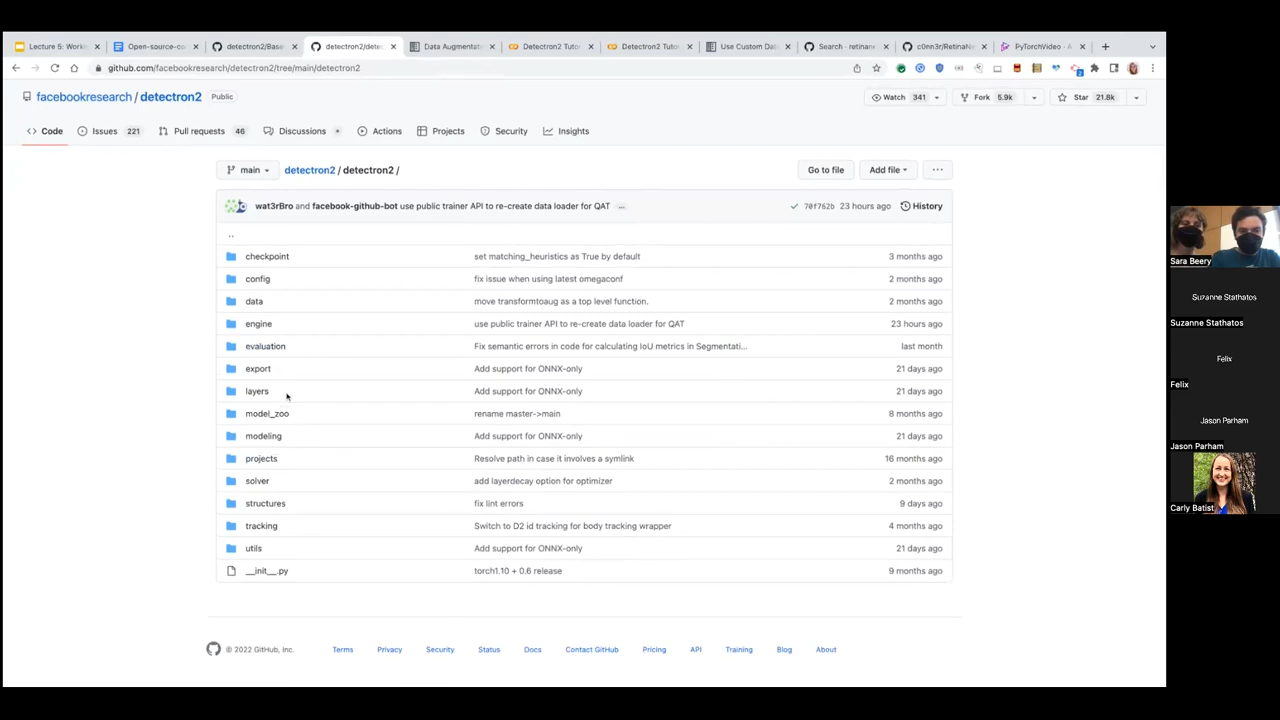 Lecture 5: Work
Open-source-co
detectron2/Base
detectron2/detec
Data Augmentat
Detectron2 Tutor
Detectron2 Tutor
Use Custom Dat
Search · retinane
c0nn3r/RetinaNe
PyTorchVideo · A
github.com/facebookresearch/detectron2/tree/main/detectron2
facebookresearch / detectron2 Public
Watch 341 Fork 5.9k Star 21.8k
Code Issues 221 Pull requests 46 Discussions Actions Projects Security Insights
main detectron2 / detectron2 / Go to file Add file ...
wat3rBro and facebook-github-bot use public trainer API to re-create data loader for QAT ... 70f762b 23 hours ago History
..
checkpoint set matching_heuristics as True by default 3 months ago
config fix issue when using latest omegaconf 2 months ago
data move transformtoaug as a top level function. 2 months ago
engine use public trainer API to re-create data loader for QAT 23 hours ago
evaluation Fix semantic errors in code for calculating IoU metrics in Segmentati... last month
export Add support for ONNX-only 21 days ago
layers Add support for ONNX-only 21 days ago
model_zoo rename master->main 8 months ago
modeling Add support for ONNX-only 21 days ago
projects Resolve path in case it involves a symlink 16 months ago
solver add layerdecay option for optimizer 2 months ago
structures fix lint errors 9 days ago
tracking Switch to D2 id tracking for body tracking wrapper 4 months ago
utils Add support for ONNX-only 21 days ago
__init__.py torch1.10 + 0.6 release 9 months ago
© 2022 GitHub, Inc. Terms Privacy Security Status Docs Contact GitHub Pricing API Training Blog About
Sara Beery
Suzanne Stathatos
Suzanne Stathatos
Felix
Felix
Jason Parham
Jason Parham
Carly Batist